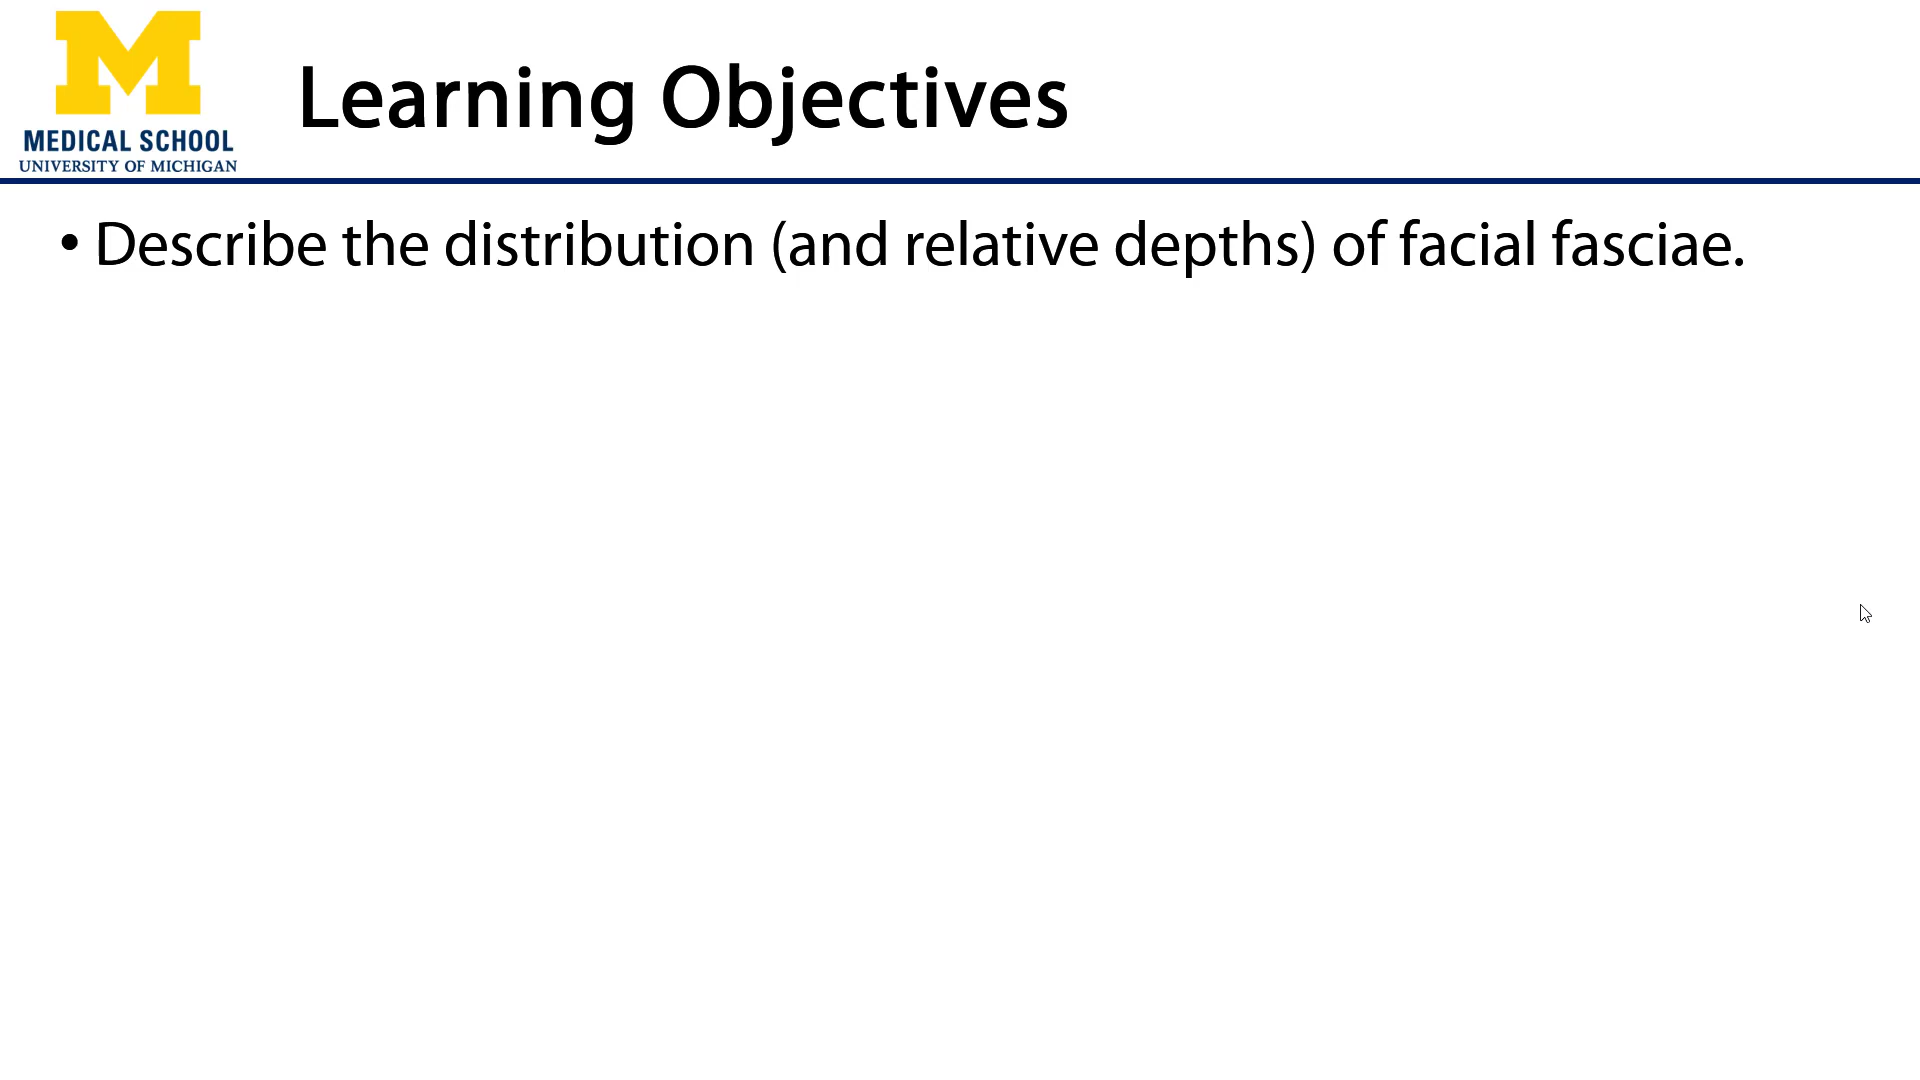 M
MEDICAL SCHOOL
UNIVERSITY OF MICHIGAN
Learning Objectives
• Describe the distribution (and relative depths) of facial fasciae.